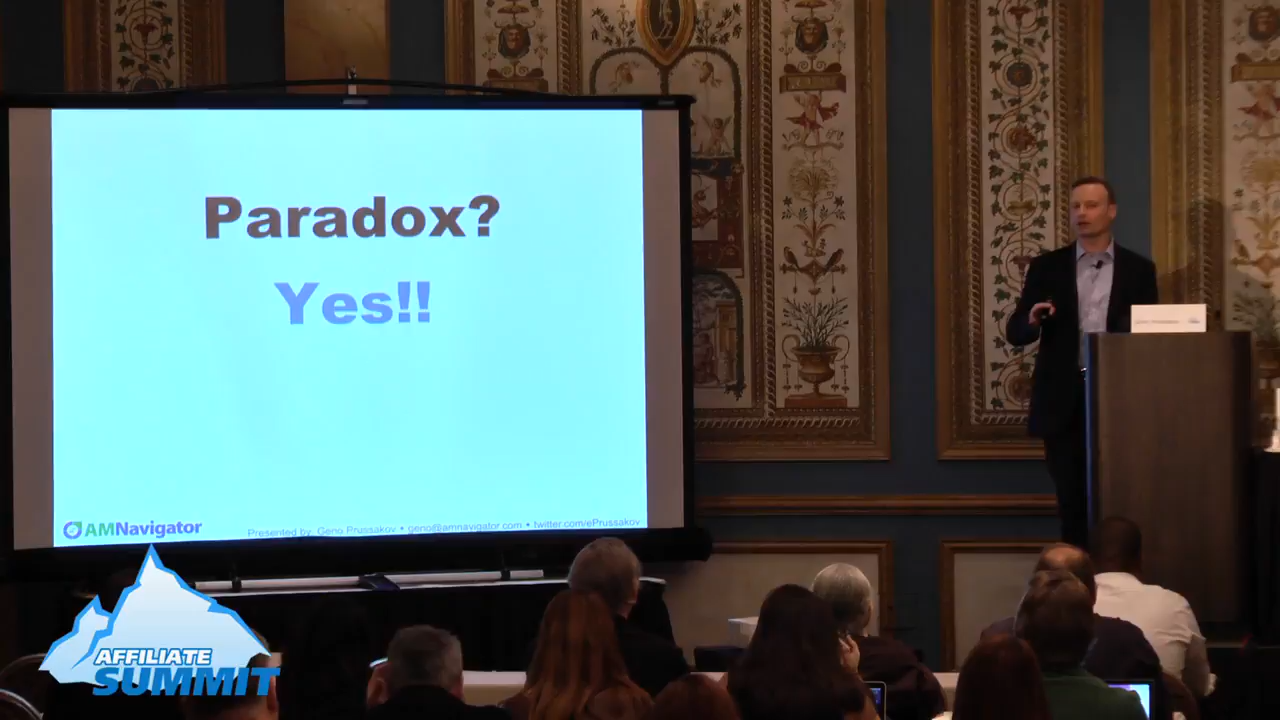 Paradox?
Yes!!
AMNavigator
Presented by: Geno Prussakov • geno@amnavigator.com • twitter.com/ePrussakov
AFFILIATE
SUMMIT